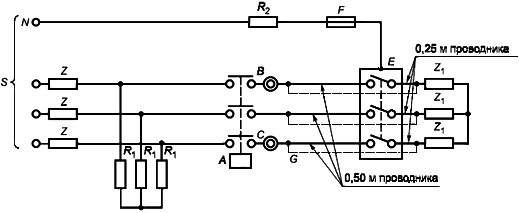 N
R₂
F
S
Z
B
E
0,25 м проводника
Z₁
Z
Z₁
Z
C
Z₁
R₁
R₁
R₁
A
G
0,50 м проводника